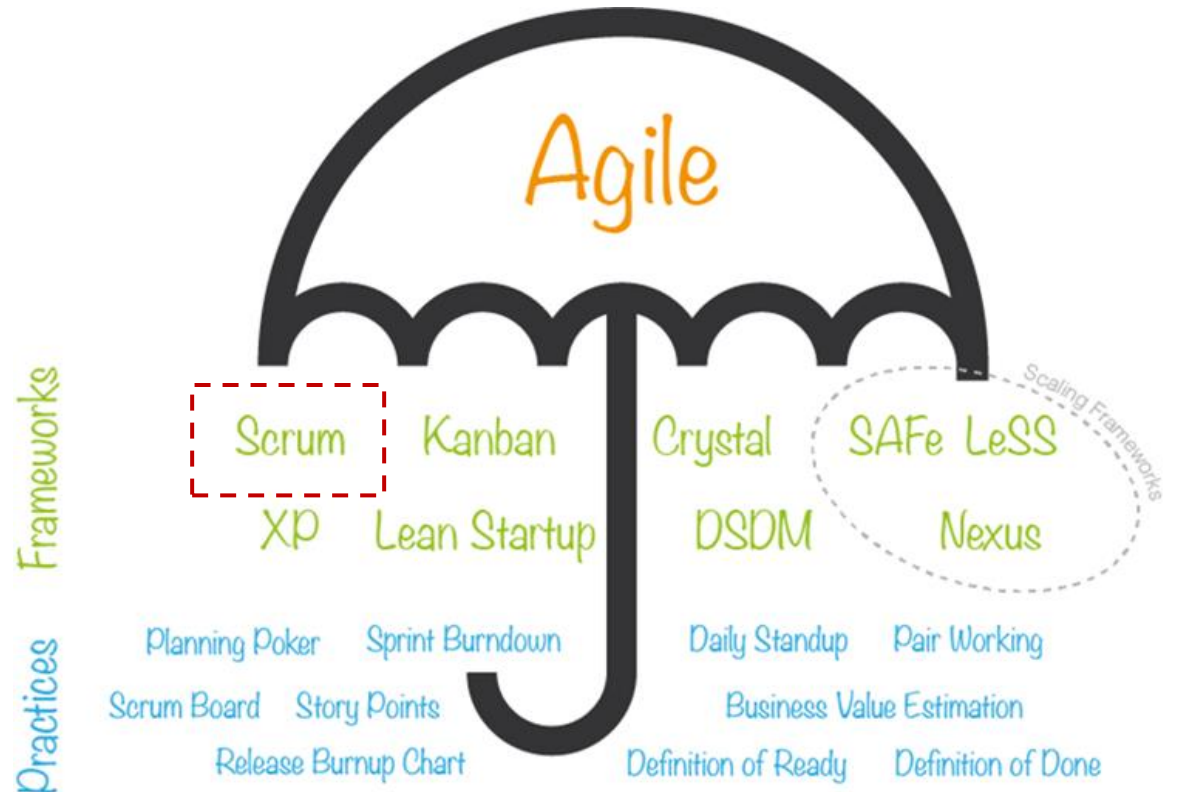 Agile
Frameworks
Scrum Kanban Crystal SAFe LeSS
Scaling Frameworks
XP Lean Startup DSDM Nexus
Practices
Planning Poker Sprint Burndown Daily Standup Pair Working
Scrum Board Story Points Business Value Estimation
Release Burnup Chart Definition of Ready Definition of Done